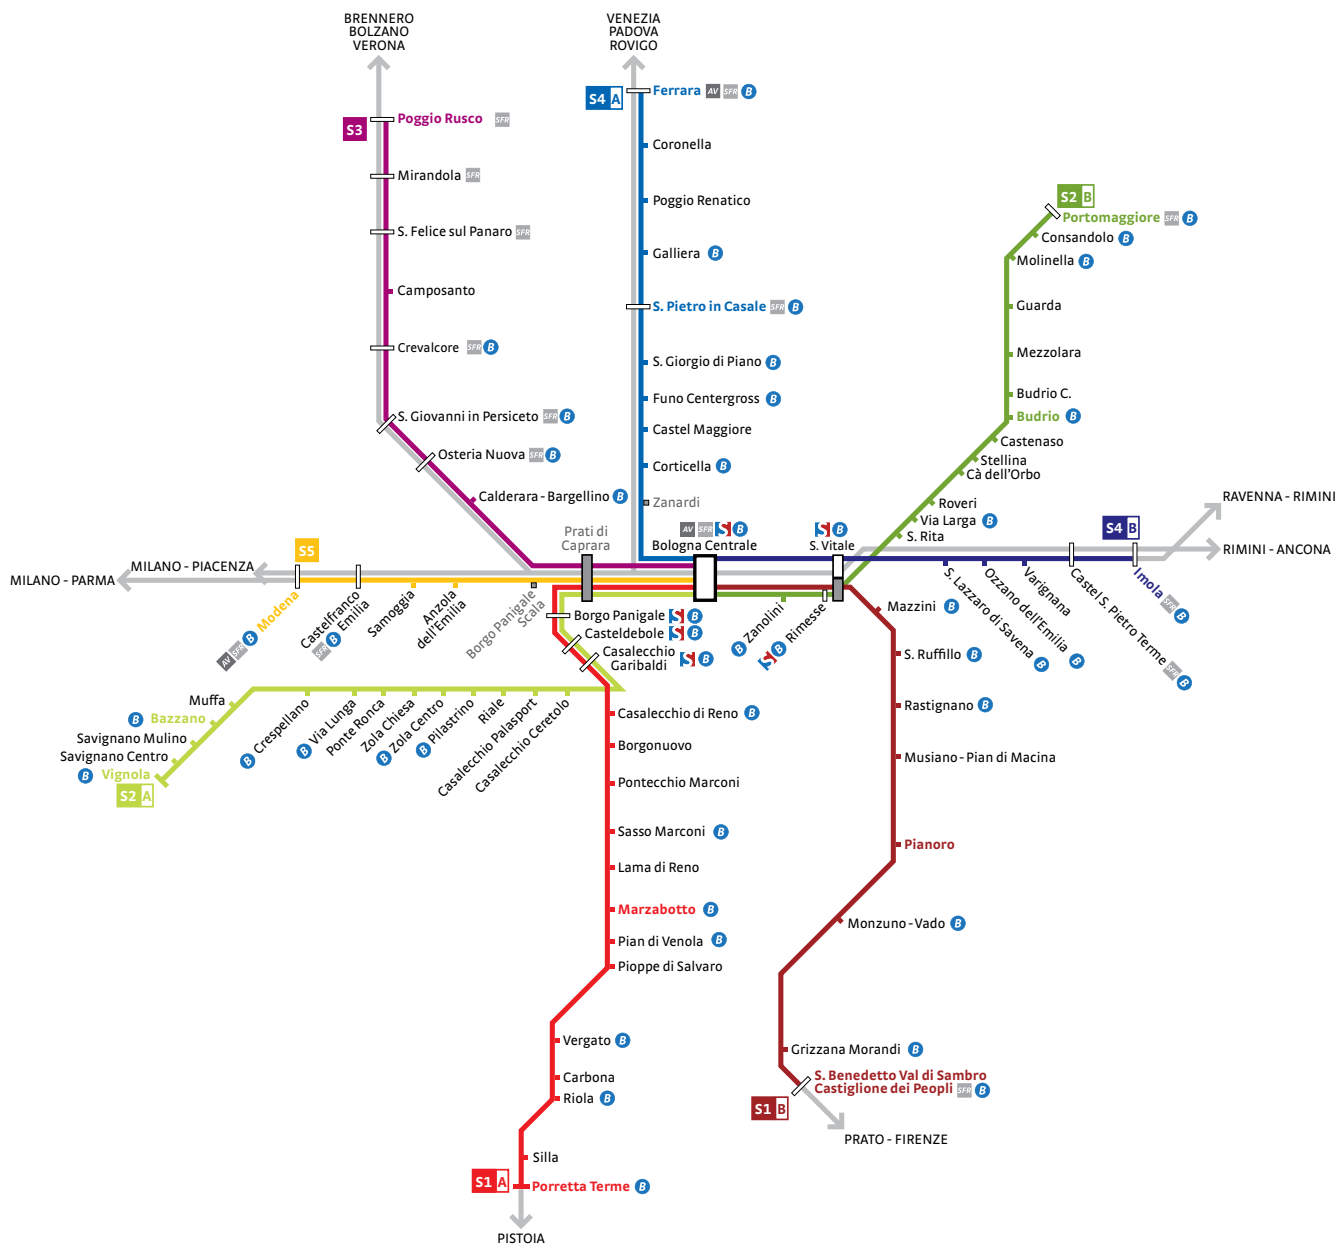 BRENNERO
BOLZANO
VERONA
VENEZIA
PADOVA
ROVIGO
S4 A
Ferrara AV SFR B
S3
Poggio Rusco SFR
Coronella
Mirandola SFR
Poggio Renatico
S2 B
Portomaggiore SFR B
S. Felice sul Panaro SFR
Consandolo B
Galliera B
Molinella B
Camposanto
S. Pietro in Casale SFR B
Guarda
Crevalcore SFR B
Mezzolara
S. Giorgio di Piano B
Budrio C.
Funo Centergross B
S. Giovanni in Persiceto SFR B
Budrio B
Castel Maggiore
Castenaso
Osteria Nuova SFR B
Stellina
Corticella B
Cà dell'Orbo
Calderara - Bargellino B
Zanardi
Roveri
RAVENNA - RIMINI
Via Larga B
S4 B
AV SFR S B
S B
S. Rita
Prati di
Caprara
Bologna Centrale
S. Vitale
S5
RIMINI - ANCONA
MILANO - PIACENZA
MILANO - PARMA
AV SFR B Modena
Castelfranco
SFR B Emilia
Samoggia
Anzola
dell'Emilia
Borgo Panigale
Scala
Borgo Panigale S B
Casteldebole S B
Casalecchio
Garibaldi S B
B Zanolini
S B Rimesse
Mazzini B
S. Lazzaro di Savena B
Ozzano dell'Emilia B
Varignana
Castel S. Pietro Terme SFR B
Imola SFR B
S. Ruffillo B
Muffa
B Bazzano
Savignano Mulino
Savignano Centro
B Vignola
S2 A
B Crespellano
B Via Lunga
Ponte Ronca
Zola Chiesa
B Zola Centro
B Pilastrino
Riale
Casalecchio Palasport
Casalecchio Ceretolo
Casalecchio di Reno B
Rastignano B
Borgonuovo
Musiano - Pian di Macina
Pontecchio Marconi
Sasso Marconi B
Pianoro
Lama di Reno
Marzabotto B
Monzuno - Vado B
Pian di Venola B
Pioppe di Salvaro
Vergato B
Grizzana Morandi B
Carbona
S. Benedetto Val di Sambro
Castiglione dei Peopli SFR B
Riola B
S1 B
PRATO - FIRENZE
Silla
S1 A
Porretta Terme B
PISTOIA